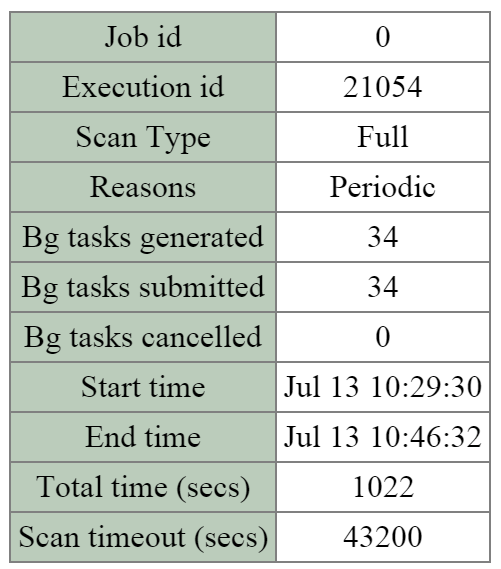 Job id 0
Execution id 21054
Scan Type Full
Reasons Periodic
Bg tasks generated 34
Bg tasks submitted 34
Bg tasks cancelled 0
Start time Jul 13 10:29:30
End time Jul 13 10:46:32
Total time (secs) 1022
Scan timeout (secs) 43200